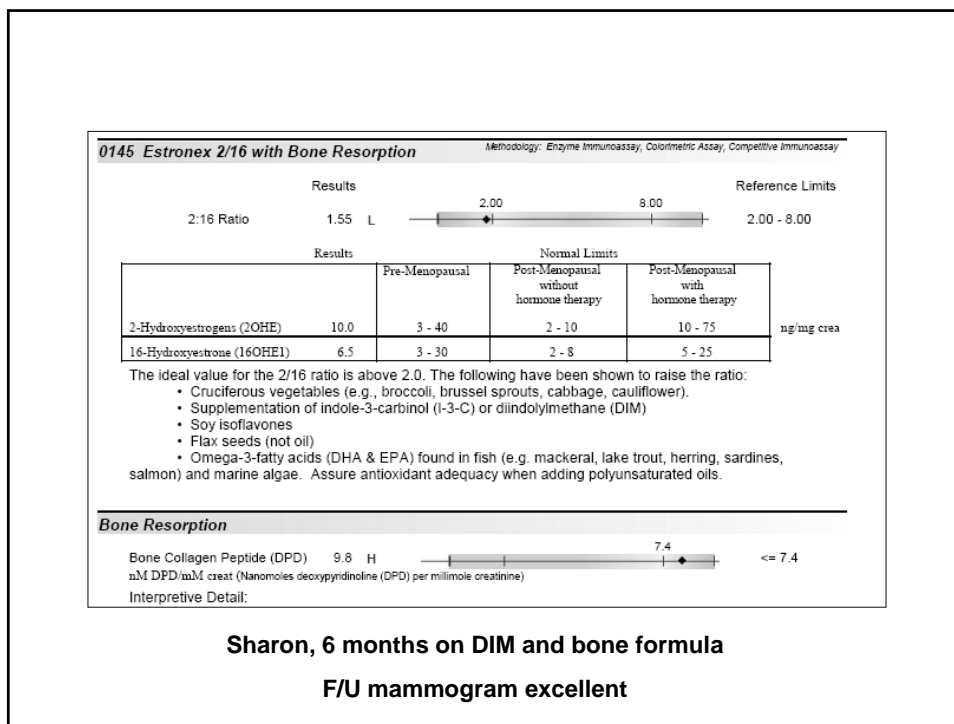 0145 Estronex 2/16 with Bone Resorption Methodology: Enzyme Immunoassay, Colorimetric Assay, Competitive Immunoassay
Results Reference Limits
2.00 8.00
2:16 Ratio 1.55 L 2.00 - 8.00
Results Normal Limits
Pre-Menopausal Post-Menopausal Post-Menopausal
without with
hormone therapy hormone therapy
2-Hydroxyestrogens (2OHE) 10.0 3 - 40 2 - 10 10 - 75 ng/mg crea
16-Hydroxyestrone (16OHE1) 6.5 3 - 30 2 - 8 5 - 25
The ideal value for the 2/16 ratio is above 2.0. The following have been shown to raise the ratio:
• Cruciferous vegetables (e.g., broccoli, brussel sprouts, cabbage, cauliflower).
• Supplementation of indole-3-carbinol (I-3-C) or diindolylmethane (DIM)
• Soy isoflavones
• Flax seeds (not oil)
• Omega-3-fatty acids (DHA & EPA) found in fish (e.g. mackeral, lake trout, herring, sardines,
salmon) and marine algae. Assure antioxidant adequacy when adding polyunsaturated oils.
Bone Resorption
7.4
Bone Collagen Peptide (DPD) 9.8 H <= 7.4
nM DPD/mM creat (Nanomoles deoxypyridinoline (DPD) per millimole creatinine)
Interpretive Detail:
Sharon, 6 months on DIM and bone formula
F/U mammogram excellent